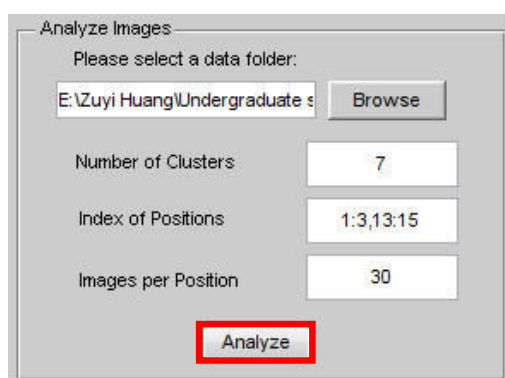 Analyze Images
Please select a data folder:
E:\Zuyi Huang\Undergraduate s Browse
Number of Clusters 7
Index of Positions 1:3,13:15
Images per Position 30
Analyze